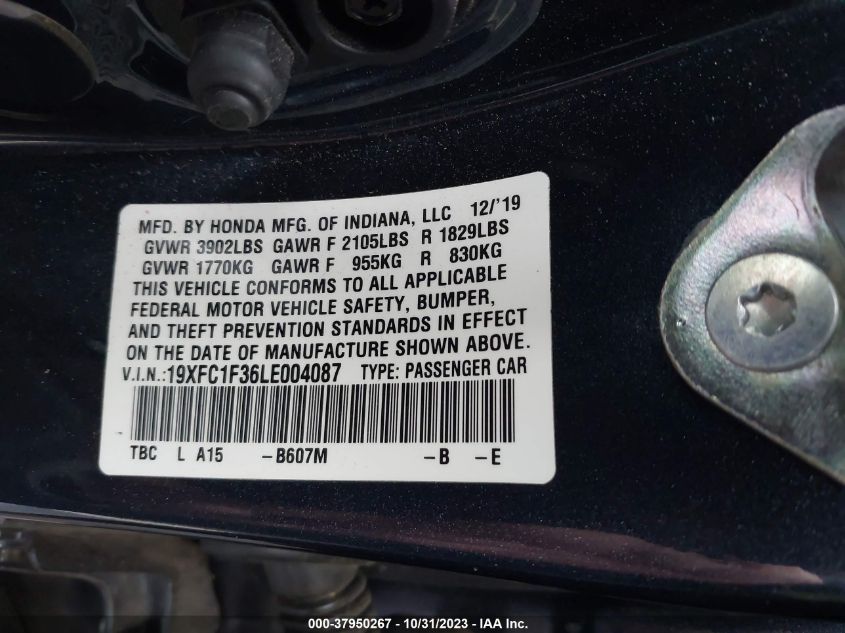 MFD. BY HONDA MFG. OF INDIANA, LLC 12/'19
GVWR 3902LBS GAWR F 2105LBS R 1829LBS
GVWR 1770KG GAWR F 955KG R 830KG
THIS VEHICLE CONFORMS TO ALL APPLICABLE
FEDERAL MOTOR VEHICLE SAFETY, BUMPER,
AND THEFT PREVENTION STANDARDS IN EFFECT
ON THE DATE OF MANUFACTURE SHOWN ABOVE.
V.I.N.:19XFC1F36LE004087 TYPE: PASSENGER CAR
TBC L A15 -B607M -B -E
000-37950267 - 10/31/2023 - IAA Inc.